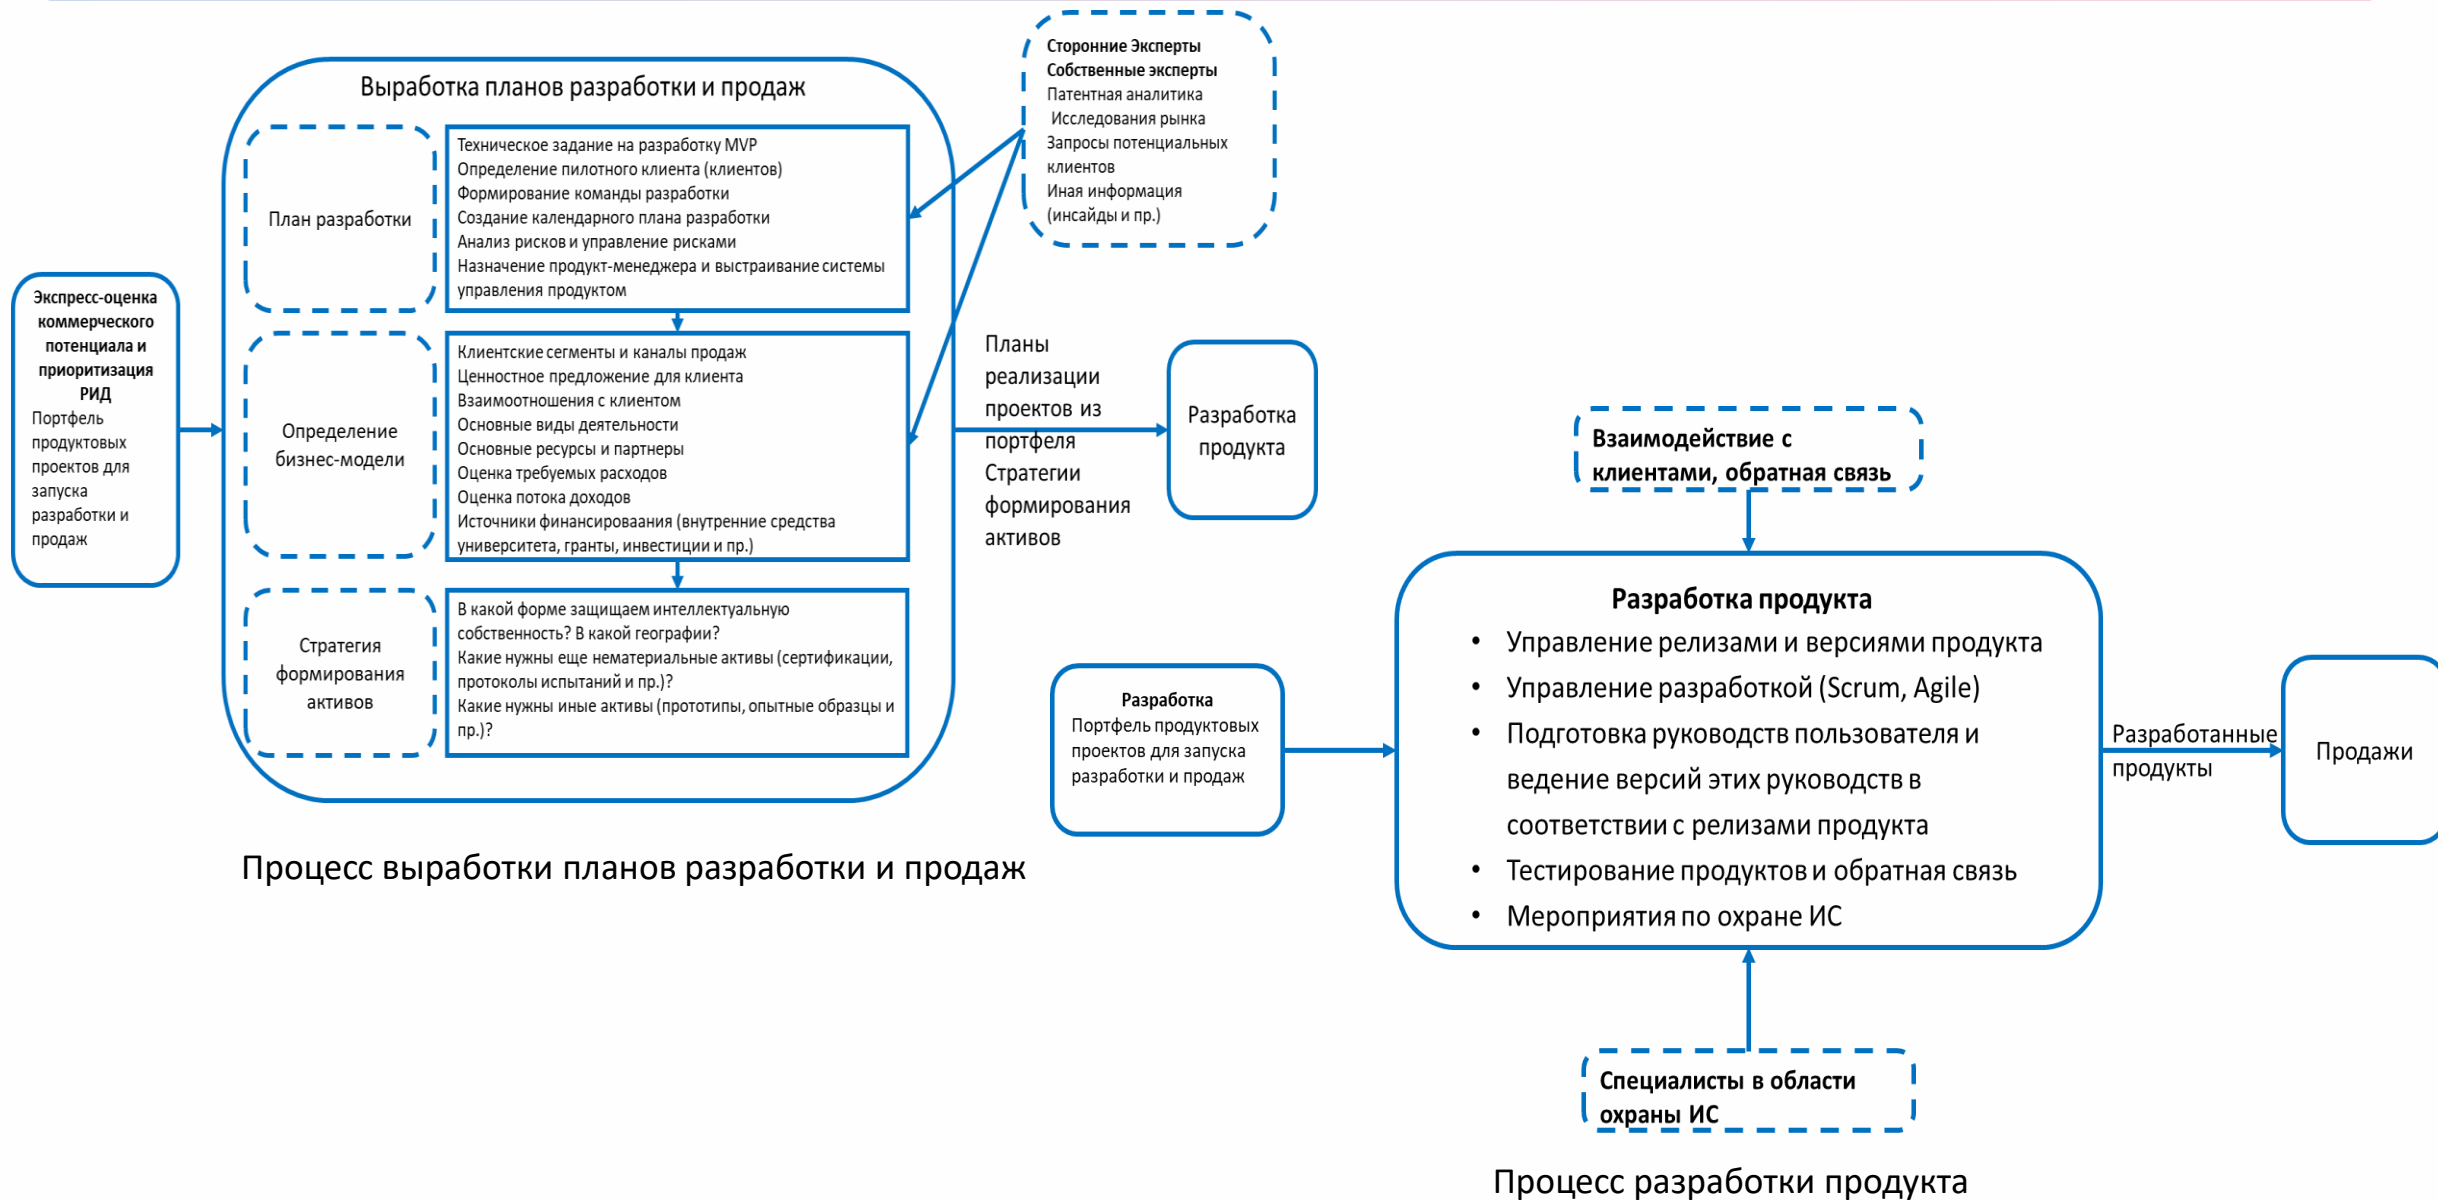 Выработка планов разработки и продаж
План разработки
Техническое задание на разработку MVP
Определение пилотного клиента (клиентов)
Формирование команды разработки
Создание календарного плана разработки
Анализ рисков и управление рисками
Назначение продукт-менеджера и выстраивание системы
управления продуктом
Сторонние Эксперты
Собственные эксперты
Патентная аналитика
Исследования рынка
Запросы потенциальных
клиентов
Иная информация
(инсайды и пр.)
Экспресс-оценка
коммерческого
потенциала и
приоритизация
РИД
Портфель
продуктовых
проектов для
запуска
разработки и
продаж
Определение
бизнес-модели
Клиентские сегменты и каналы продаж
Ценностное предложение для клиента
Взаимоотношения с клиентом
Основные виды деятельности
Основные ресурсы и партнеры
Оценка требуемых расходов
Оценка потока доходов
Источники финансироваания (внутренние средства
университета, гранты, инвестиции и пр.)
Стратегия
формирования
активов
В какой форме защищаем интеллектуальную
собственность? В какой географии?
Какие нужны еще нематериальные активы (сертификации,
протоколы испытаний и пр.)?
Какие нужны иные активы (прототипы, опытные образцы и
пр.)?
Планы
реализации
проектов из
портфеля
Стратегии
формирования
активов
Разработка
продукта
Процесс выработки планов разработки и продаж
Взаимодействие с
клиентами, обратная связь
Разработка
Портфель продуктовых
проектов для запуска
разработки и продаж
Разработка продукта
• Управление релизами и версиями продукта
• Управление разработкой (Scrum, Agile)
• Подготовка руководств пользователя и
ведение версий этих руководств в
соответствии с релизами продукта
• Тестирование продуктов и обратная связь
• Мероприятия по охране ИС
Разработанные
продукты
Продажи
Специалисты в области
охраны ИС
Процесс разработки продукта